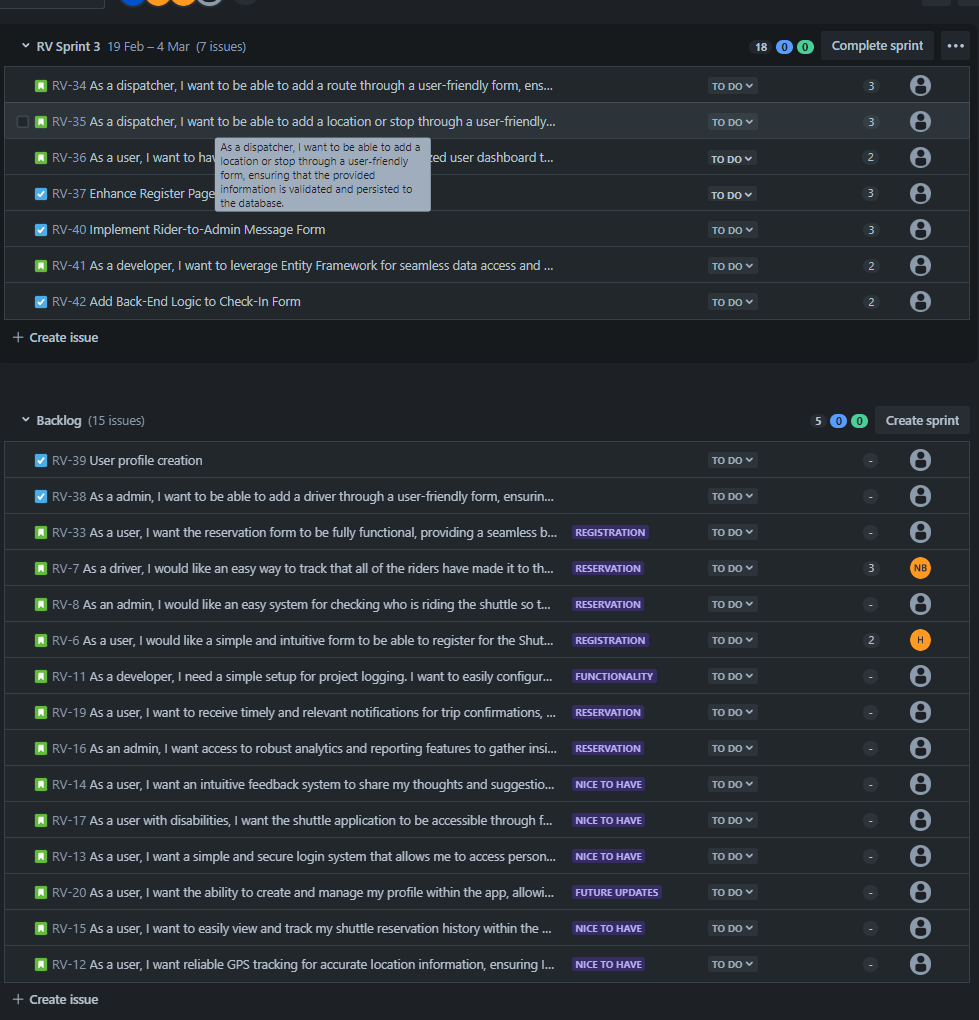 RV Sprint 3 19 Feb – 4 Mar (7 issues) 18 0 0 Complete sprint
RV-34 As a dispatcher, I want to be able to add a route through a user-friendly form, ens... TO DO 3
RV-35 As a dispatcher, I want to be able to add a location or stop through a user-friendly... TO DO 3
As a dispatcher, I want to be able to add a
location or stop through a user-friendly
form, ensuring that the provided
information is validated and persisted to
the database.
RV-36 As a user, I want to user dashboard t... TO DO 2
RV-37 Enhance Register Page TO DO 3
RV-40 Implement Rider-to-Admin Message Form TO DO 3
RV-41 As a developer, I want to leverage Entity Framework for seamless data access and ... TO DO 2
RV-42 Add Back-End Logic to Check-In Form TO DO 2
+ Create issue
Backlog (15 issues) 5 0 0 Create sprint
RV-39 User profile creation TO DO -
RV-38 As a admin, I want to be able to add a driver through a user-friendly form, ensurin... TO DO -
RV-33 As a user, I want the reservation form to be fully functional, providing a seamless b... REGISTRATION TO DO -
RV-7 As a driver, I would like an easy way to track that all of the riders have made it to th... RESERVATION TO DO 3 NB
RV-8 As an admin, I would like an easy system for checking who is riding the shuttle so t... RESERVATION TO DO -
RV-6 As a user, I would like a simple and intuitive form to be able to register for the Shut... REGISTRATION TO DO 2 H
RV-11 As a developer, I need a simple setup for project logging. I want to easily configur... FUNCTIONALITY TO DO -
RV-19 As a user, I want to receive timely and relevant notifications for trip confirmations, ... RESERVATION TO DO -
RV-16 As an admin, I want access to robust analytics and reporting features to gather insi... RESERVATION TO DO -
RV-14 As a user, I want an intuitive feedback system to share my thoughts and suggestio... NICE TO HAVE TO DO -
RV-17 As a user with disabilities, I want the shuttle application to be accessible through f... NICE TO HAVE TO DO -
RV-13 As a user, I want a simple and secure login system that allows me to access person... NICE TO HAVE TO DO -
RV-20 As a user, I want the ability to create and manage my profile within the app, allowi... FUTURE UPDATES TO DO -
RV-15 As a user, I want to easily view and track my shuttle reservation history within the ... NICE TO HAVE TO DO -
RV-12 As a user, I want reliable GPS tracking for accurate location information, ensuring I... NICE TO HAVE TO DO -
+ Create issue